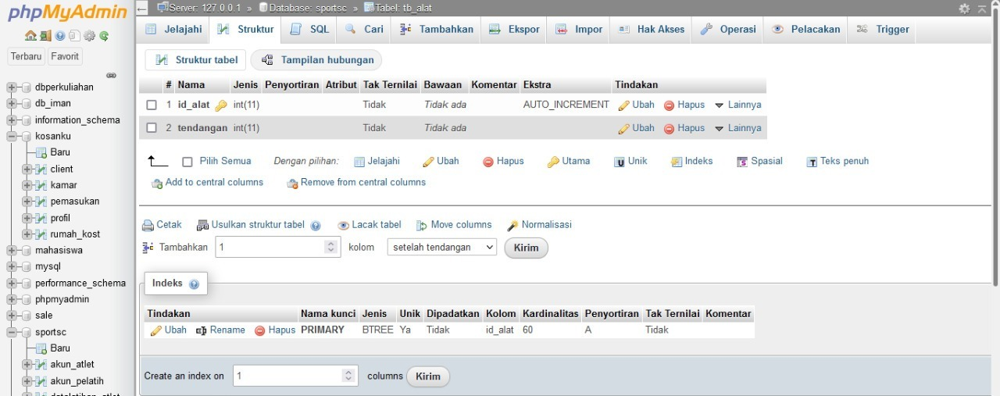 phpMyAdmin
Terbaru Favorit
dbperkuliahan
db_iman
information_schema
kosanku
Baru
client
kamar
pemasukan
profil
rumah_kost
mahasiswa
mysql
performance_schema
phpmyadmin
sale
sportsc
Baru
akun_atlet
akun_pelatih
datalatihan_atlet
Server: 127.0.0.1 » Database: sportsc » Tabel: tb_alat
Jelajahi Struktur SQL Cari Tambahkan Ekspor Impor Hak Akses Operasi Pelacakan Trigger
Struktur tabel Tampilan hubungan
# Nama Jenis Penyortiran Atribut Tak Ternilai Bawaan Komentar Ekstra Tindakan
1 id_alat int(11) Tidak Tidak ada AUTO_INCREMENT Ubah Hapus Lainnya
2 tendangan int(11) Tidak Tidak ada Ubah Hapus Lainnya
Pilih Semua Dengan pilihan: Jelajahi Ubah Hapus Utama Unik Indeks Spasial Teks penuh
Add to central columns Remove from central columns
Cetak Usulkan struktur tabel Lacak tabel Move columns Normalisasi
Tambahkan 1 kolom setelah tendangan Kirim
Indeks
Tindakan Nama kunci Jenis Unik Dipadatkan Kolom Kardinalitas Penyortiran Tak Ternilai Komentar
Ubah Rename Hapus PRIMARY BTREE Ya Tidak id_alat 60 A Tidak
Create an index on 1 columns Kirim